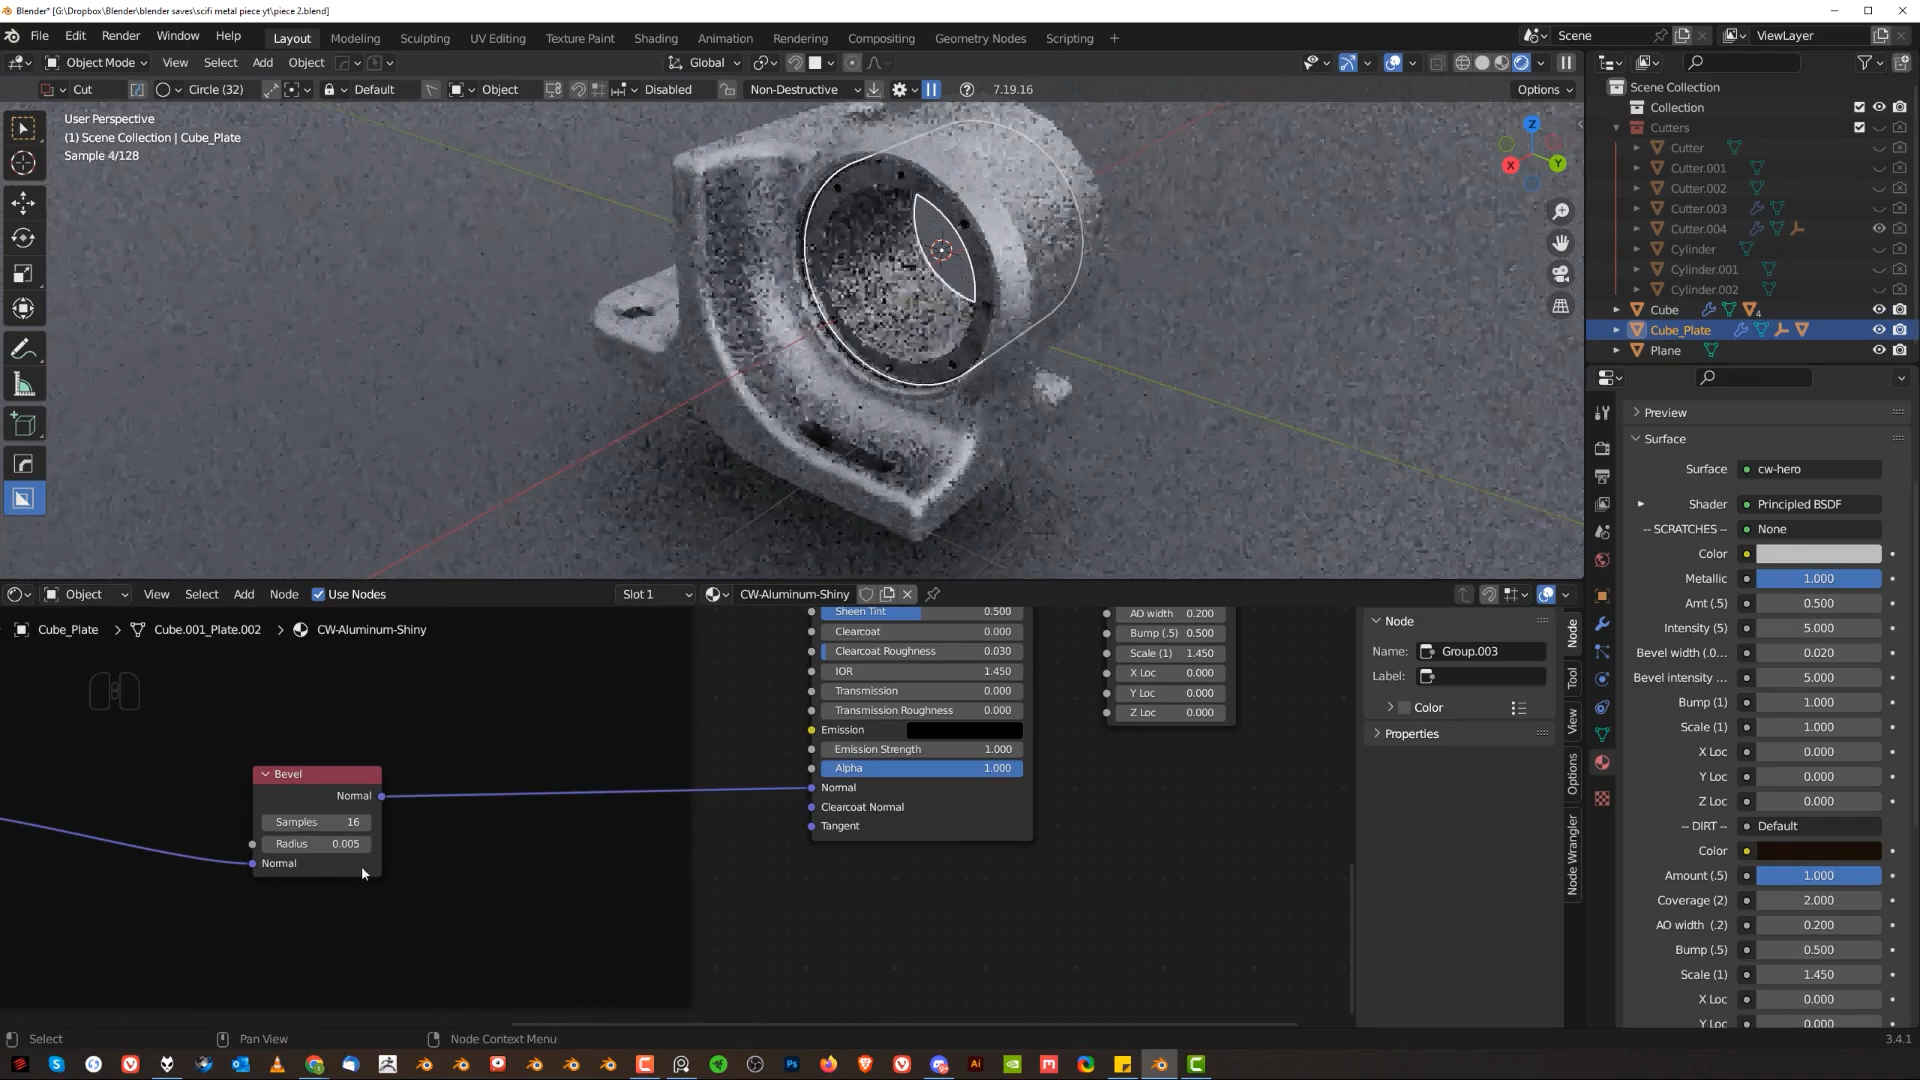 Blender* [G:\Dropbox\Blender\blender saves\scifi metal piece yt\piece 2.blend]
File Edit Render Window Help Layout Modeling Sculpting UV Editing Texture Paint Shading Animation Rendering Compositing Geometry Nodes Scripting + Scene ViewLayer
Object Mode View Select Add Object Global
Cut Circle (32) Default Object Disabled Non-Destructive 7.19.16 Options
User Perspective
(1) Scene Collection | Cube_Plate
Sample 4/128
Z
X
Y
Scene Collection
Collection
Cutters
Cutter
Cutter.001
Cutter.002
Cutter.003
Cutter.004
Cylinder
Cylinder.001
Cylinder.002
Cube 4
Cube_Plate
Plane
Preview
Surface
Surface cw-hero
Shader Principled BSDF
-- SCRATCHES -- None
Color
Metallic 1.000
Amt (.5) 0.500
Intensity (5) 5.000
Bevel width (.0... 0.020
Bevel intensity ... 5.000
Bump (1) 1.000
Scale (1) 1.000
X Loc 0.000
Y Loc 0.000
Z Loc 0.000
-- DIRT -- Default
Color
Amount (.5) 1.000
Coverage (2) 2.000
AO width (.2) 0.200
Bump (.5) 0.500
Scale (1) 1.450
X Loc 0.000
Y Loc 0.000
Object View Select Add Node Use Nodes Slot 1 CW-Aluminum-Shiny
Cube_Plate > Cube.001_Plate.002 > CW-Aluminum-Shiny
Bevel
Normal
Samples 16
Radius 0.005
Normal
Sheen Tint 0.500
Clearcoat 0.000
Clearcoat Roughness 0.030
IOR 1.450
Transmission 0.000
Transmission Roughness 0.000
Emission
Emission Strength 1.000
Alpha 1.000
Normal
Clearcoat Normal
Tangent
AO width 0.200
Bump (.5) 0.500
Scale (1) 1.450
X Loc 0.000
Y Loc 0.000
Z Loc 0.000
Node
Name: Group.003
Label:
Color
Properties
Node
Tool
View
Options
Node Wrangler
Select Pan View Node Context Menu 3.4.1